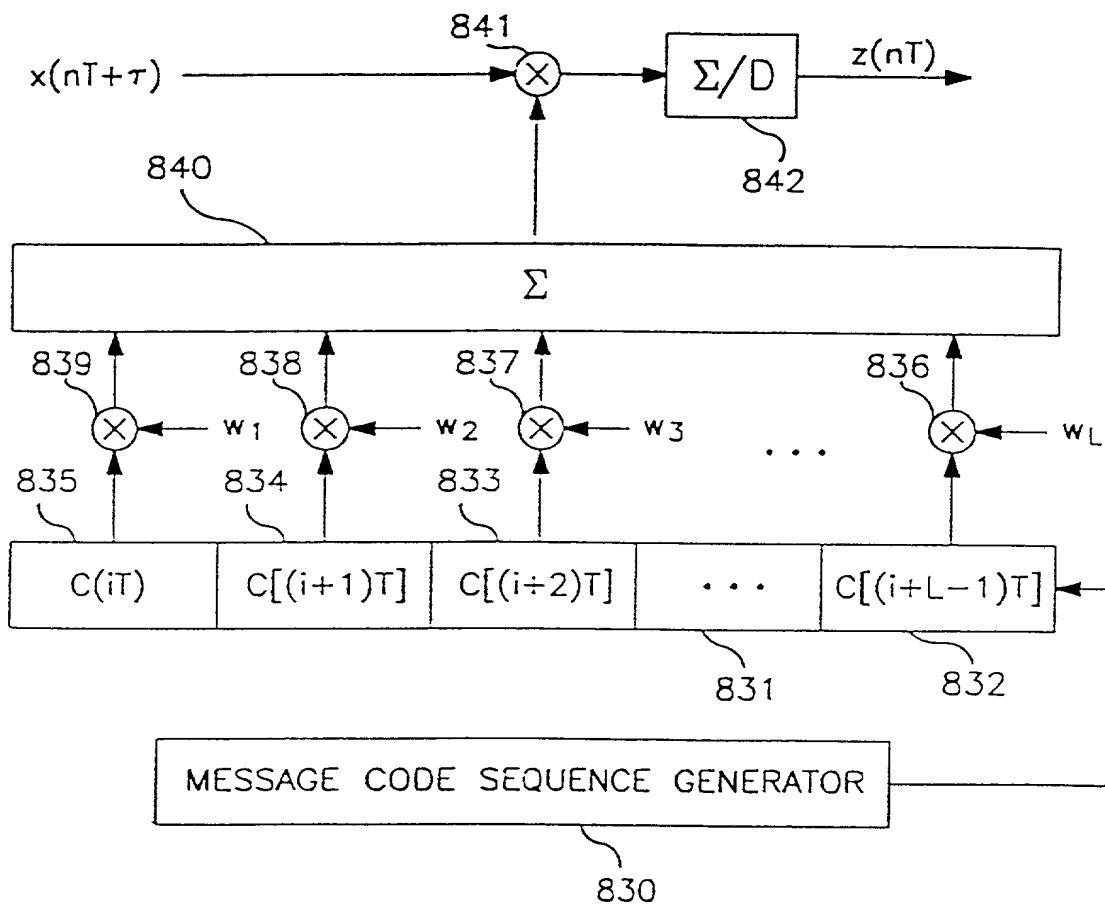 841
x(nT+τ)
Σ/D
z(nT)
842
840
Σ
839
838
837
836
w1
w2
w3
...
wL
835
834
833
C(iT)
C[(i+1)T]
C[(i÷2)T]
...
C[(i+L-1)T]
831
832
MESSAGE CODE SEQUENCE GENERATOR
830